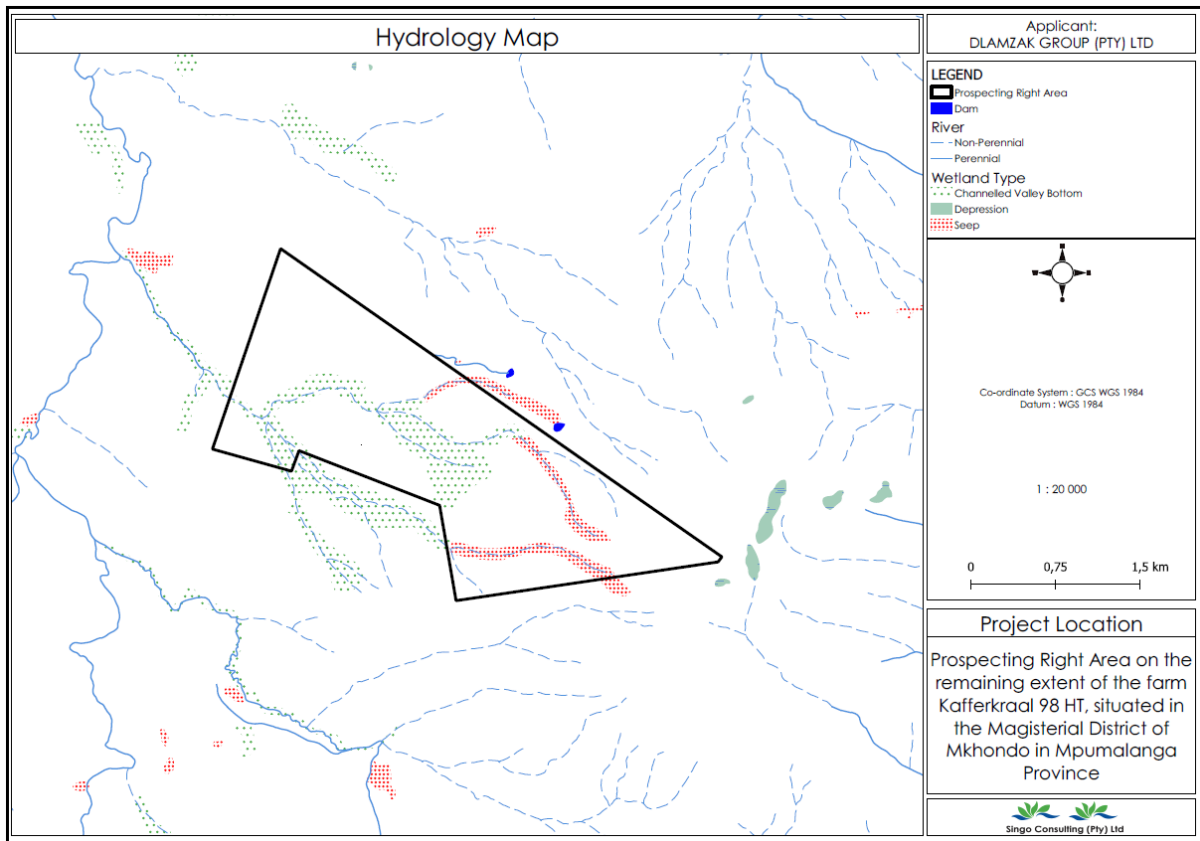 Hydrology Map
Applicant:
DLAMZAK GROUP (PTY) LTD
LEGEND
Prospecting Right Area
Dam
River
Non-Perennial
Perennial
Wetland Type
Channelled Valley Bottom
Depression
Seep
Co-ordinate System : GCS WGS 1984
Datum : WGS 1984
1 : 20 000
0 0,75 1,5 km
Project Location
Prospecting Right Area on the
remaining extent of the farm
Kafferkraal 98 HT, situated in
the Magisterial District of
Mkhondo in Mpumalanga
Province
Singo Consulting (Pty) Ltd